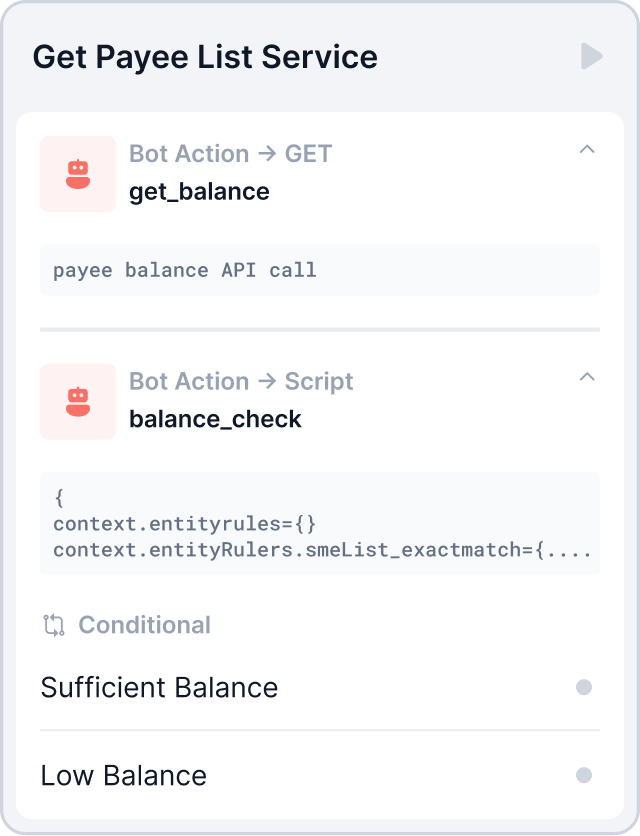 Get Payee List Service
Bot Action → GET
get_balance
payee balance API call
Bot Action → Script
balance_check
{
context.entityrules={}
context.entityRulers.smeList_exactmatch={....
Conditional
Sufficient Balance
Low Balance